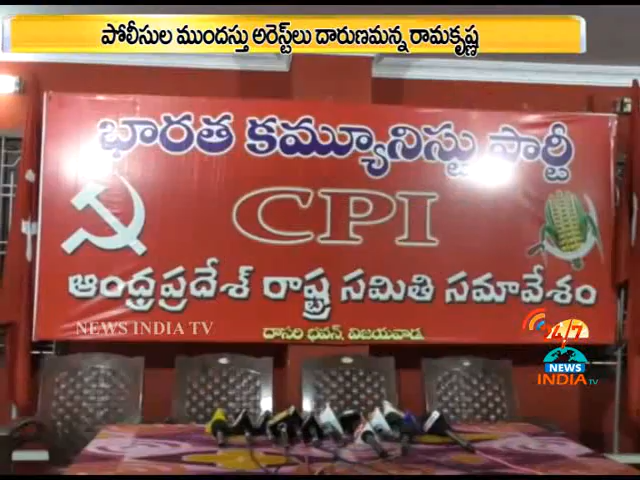 పోలీసుల ముందస్తు అరెస్ట్‌లు దారుణమన్న రామకృష్ణ
భారత కమ్యూనిస్టు పార్టీ
CPI
ఆంధ్రప్రదేశ్ రాష్ట్ర సమితి సమావేశం
దాసరి భవన్, విజయవాడ
NEWS INDIA TV
24/7
NEWS
INDIA TV